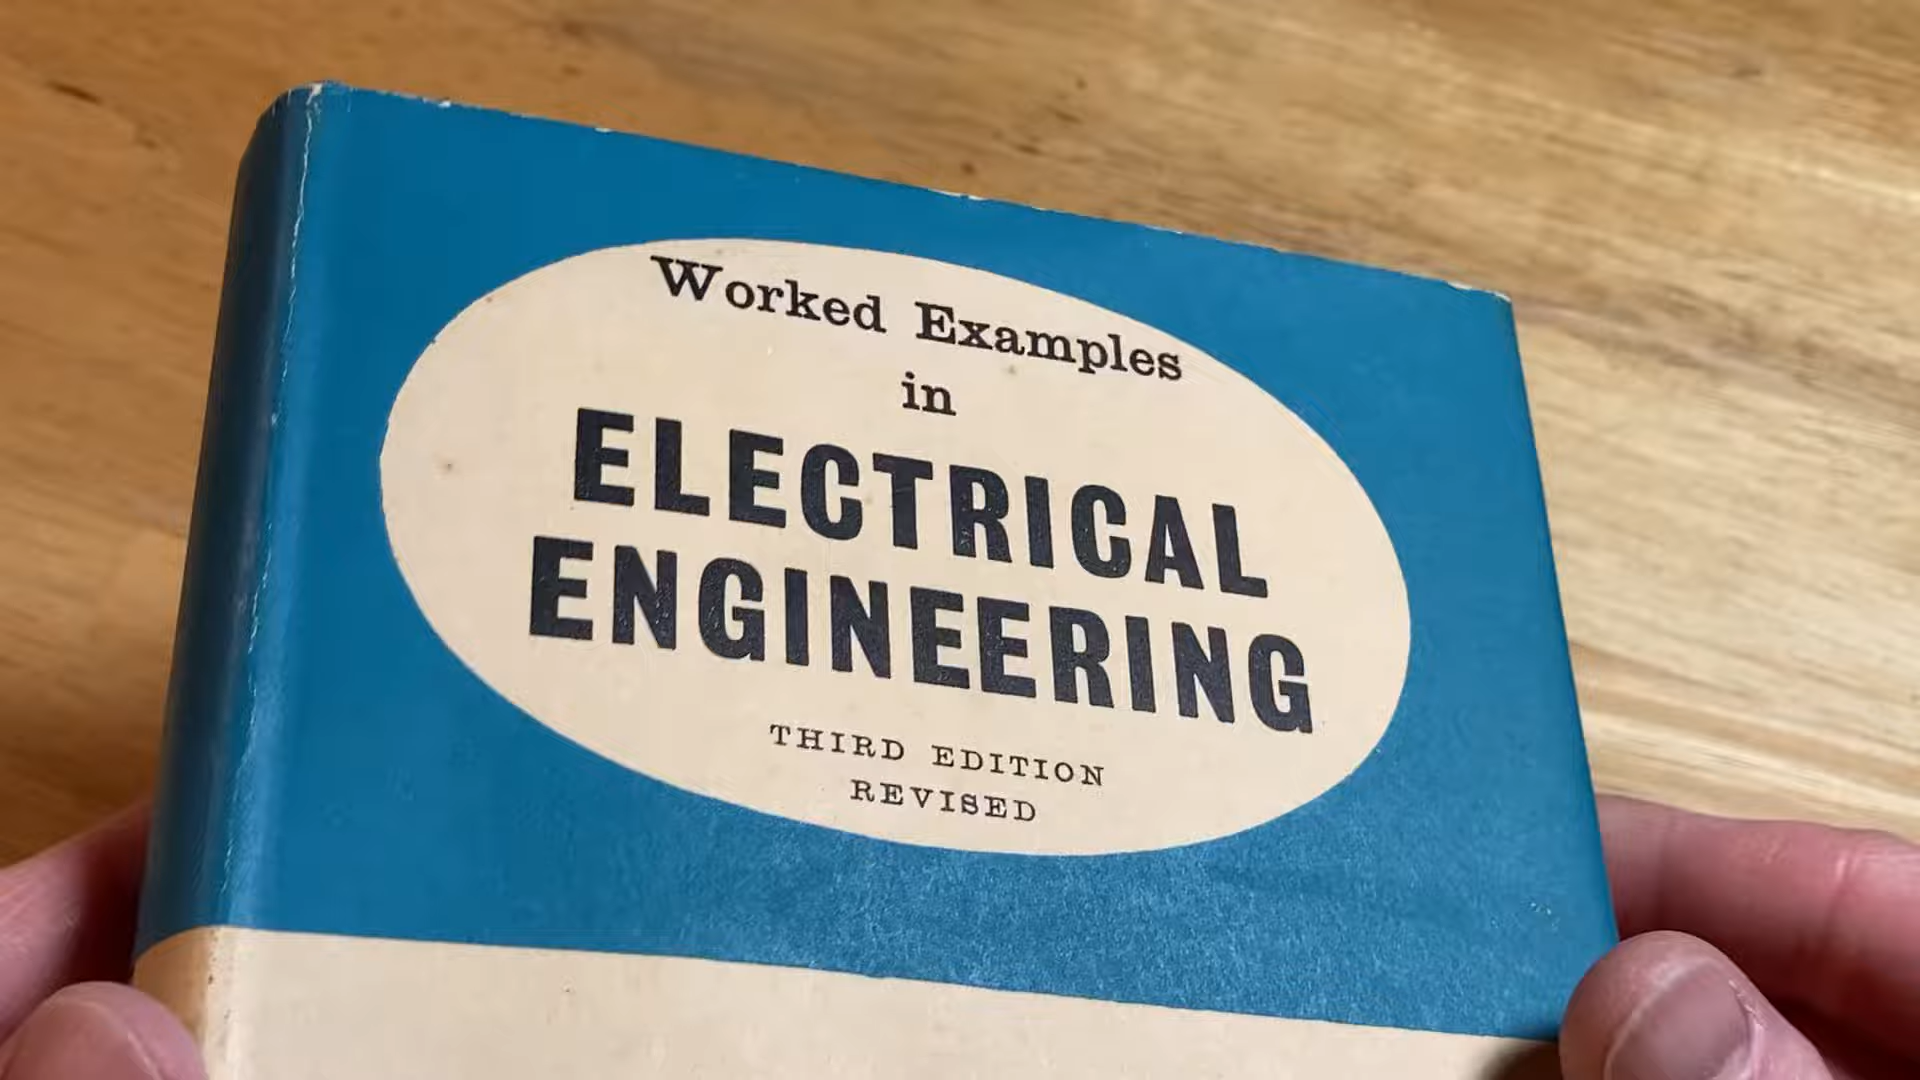 Worked Examples
in
ELECTRICAL
ENGINEERING
THIRD EDITION
REVISED